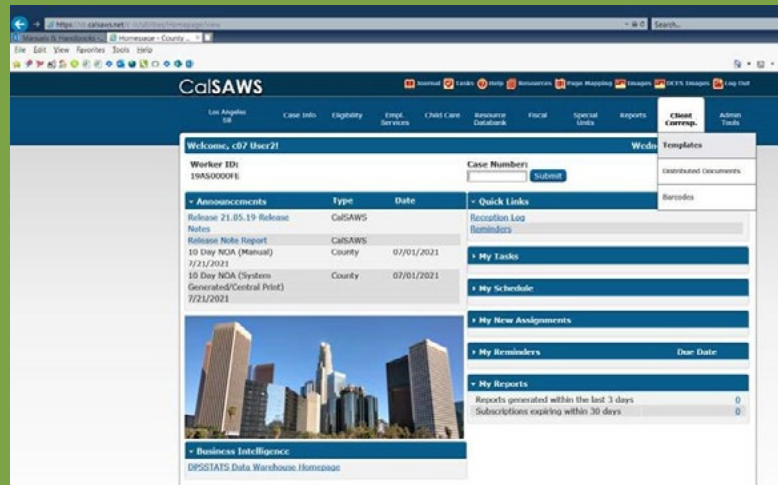 Search...
Manuals & Handbooks
Homepage - County
File Edit View Favorites Tools Help
CalSAWS
Journal Tasks Help Resources Page Mapping Images DCFS Images Log Out
Los Angeles
Case Info
Eligibility
Empl.
Services
Child Care
Resource
Databank
Fiscal
Special
Units
Reports
Client
Corresp.
Admin
Tools
Templates
Distributed Documents
Barcodes
Welcome, c07 User2!
Wedn
Worker ID:
19AS0000FE
Case Number:
Submit
Announcements Type Date
Release 21.05.19 Release CalSAWS
Notes
Release Note Report CalSAWS
10 Day NOA (Manual) County 07/01/2021
7/21/2021
10 Day NOA (System County 07/01/2021
Generated/Central Print)
7/21/2021
Business Intelligence
DPSSTATS Data Warehouse Homepage
Quick Links
Reception Log
Reminders
My Tasks
My Schedule
My New Assignments
My Reminders Due Date
My Reports
Reports generated within the last 3 days 0
Subscriptions expiring within 30 days 0